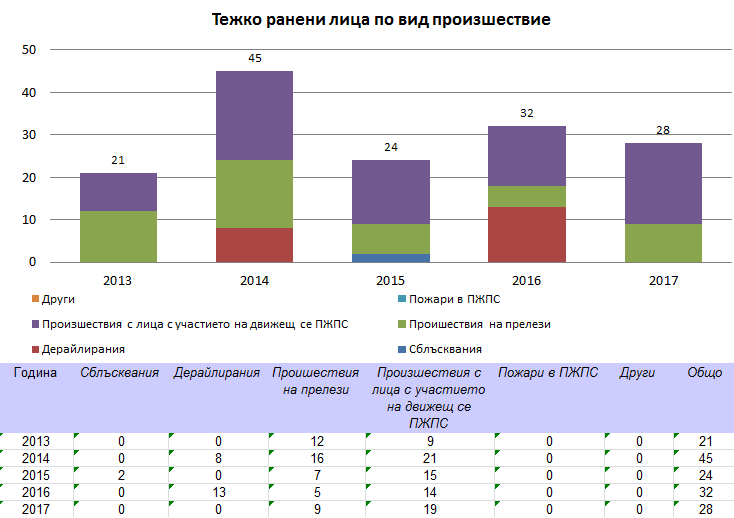 Тежко ранени лица по вид произшествие
50
45
40
32
30
28
24
21
20
10
0
2013 2014 2015 2016 2017
Други Пожари в ПЖПС
Произшествия с лица с участието на движещ се ПЖПС Проишествия на прелези
Дерайлирания Сблъсквания
Година Сблъсквания Дерайлирания Проишествия Произшествия с Пожари в ПЖПС Други Общо
на прелези лица с участието
на движещ се
ПЖПС
2013 0 0 12 9 0 0 21
2014 0 8 16 21 0 0 45
2015 2 0 7 15 0 0 24
2016 0 13 5 14 0 0 32
2017 0 0 9 19 0 0 28